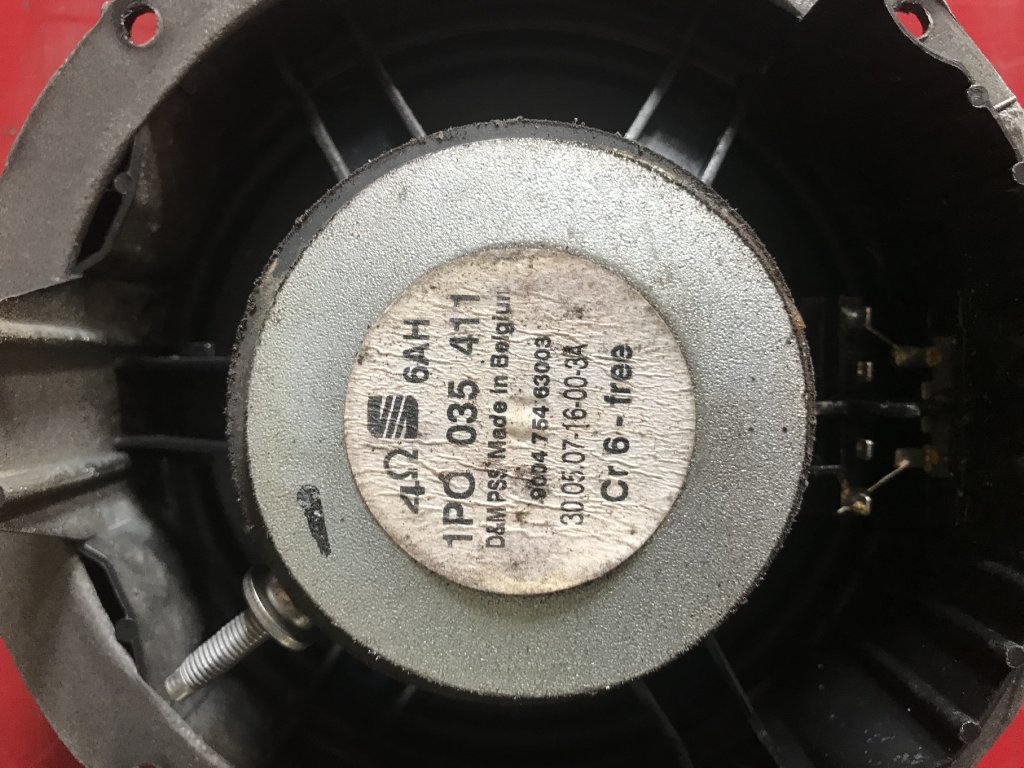 4Ω 6AH
1PO 035 411
D&M PSS Made in Belgium
9004 754 63003
30.05.07-16-00-3A
Cr 6 - free